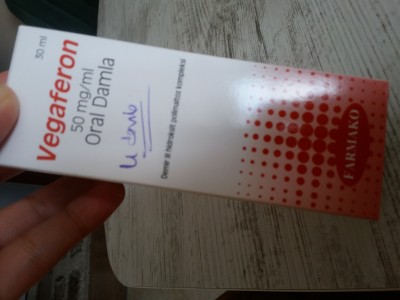 30 ml
Vegaferon
50 mg/ml
Oral Damla
Demir III hidroksit polimaltoz kompleksi
FARMAKO